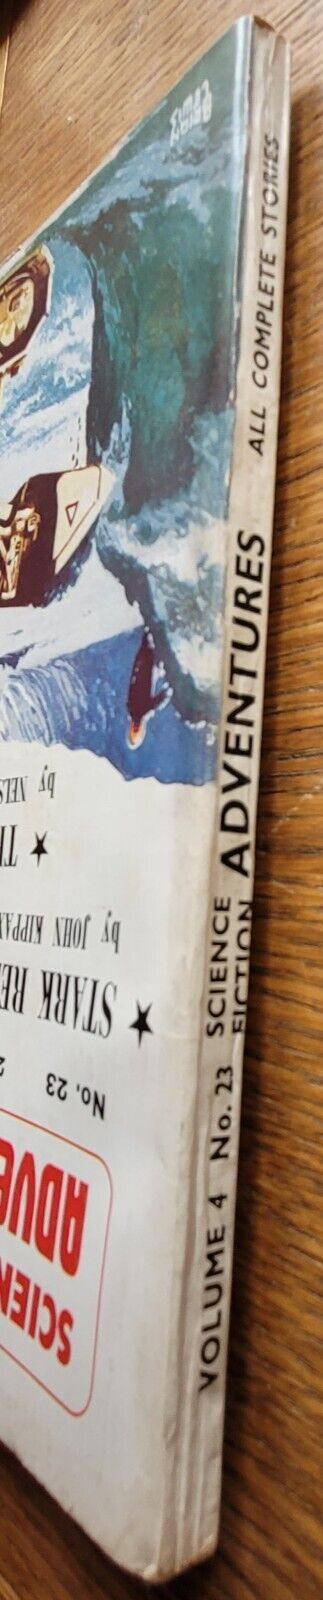 VOLUME 4 No. 23 SCIENCE FICTION ADVENTURES ALL COMPLETE STORIES
SCIEN
ADVE
No. 23
STARK RE
by JOHN KIPPAX
by NELS